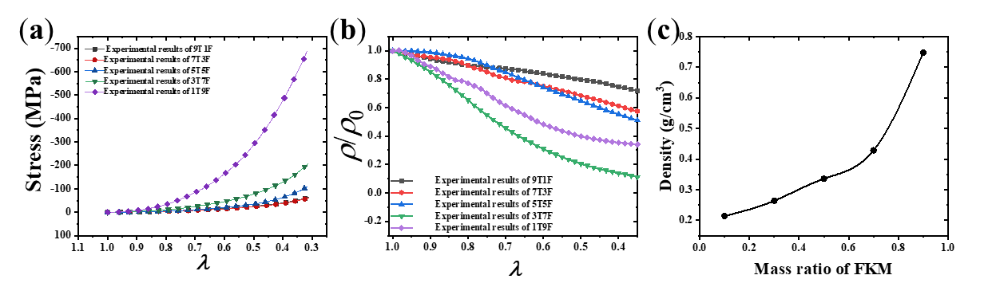 (a)
Stress (MPa)
-700
-600
-500
-400
-300
-200
-100
0
100
Experimental results of 9T1F
Experimental results of 7T3F
Experimental results of 5T5F
Experimental results of 3T7F
Experimental results of 1T9F
1.1 1.0 0.9 0.8 0.7 0.6 0.5 0.4 0.3
λ
(b)
ρ/ρ0
1.0
0.8
0.6
0.4
0.2
0.0
-0.2
Experimental results of 9T1F
Experimental results of 7T3F
Experimental results of 5T5F
Experimental results of 3T7F
Experimental results of 1T9F
1.0 0.9 0.8 0.7 0.6 0.5 0.4
λ
(c)
Density (g/cm3)
0.8
0.7
0.6
0.5
0.4
0.3
0.2
0.0 0.2 0.4 0.6 0.8 1.0
Mass ratio of FKM